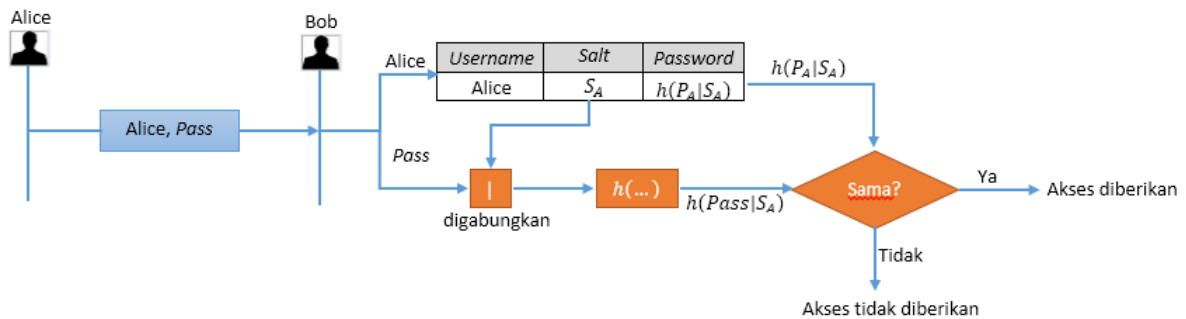 Alice
Bob
Alice, Pass
Alice
Pass
Username Salt Password
Alice S_A h(P_A|S_A)
h(P_A|S_A)
|
digabungkan
h(...)
h(Pass|S_A)
Sama?
Ya
Akses diberikan
Tidak
Akses tidak diberikan